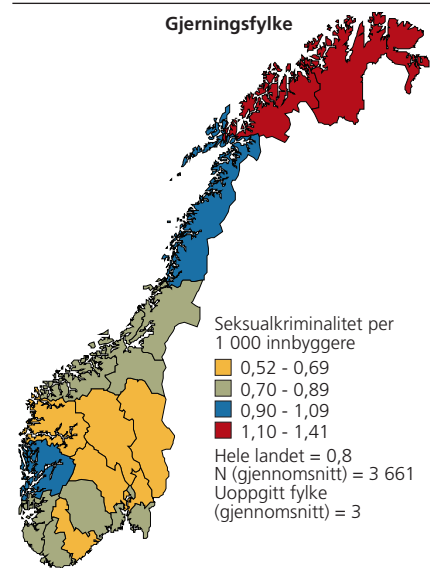 Gjerningsfylke
Seksualkriminalitet per
1 000 innbyggere
0,52 - 0,69
0,70 - 0,89
0,90 - 1,09
1,10 - 1,41
Hele landet = 0,8
N (gjennomsnitt) = 3 661
Uoppgitt fylke
(gjennomsnitt) = 3